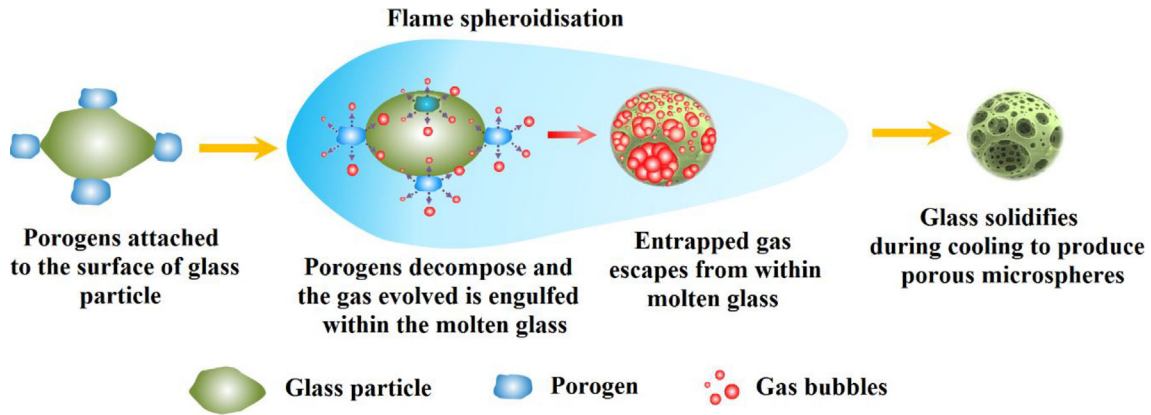 Flame spheroidisation
Porogens attached
to the surface of glass
particle
Porogens decompose and
the gas evolved is engulfed
within the molten glass
Entrapped gas
escapes from within
molten glass
Glass solidifies
during cooling to produce
porous microspheres
Glass particle
Porogen
Gas bubbles